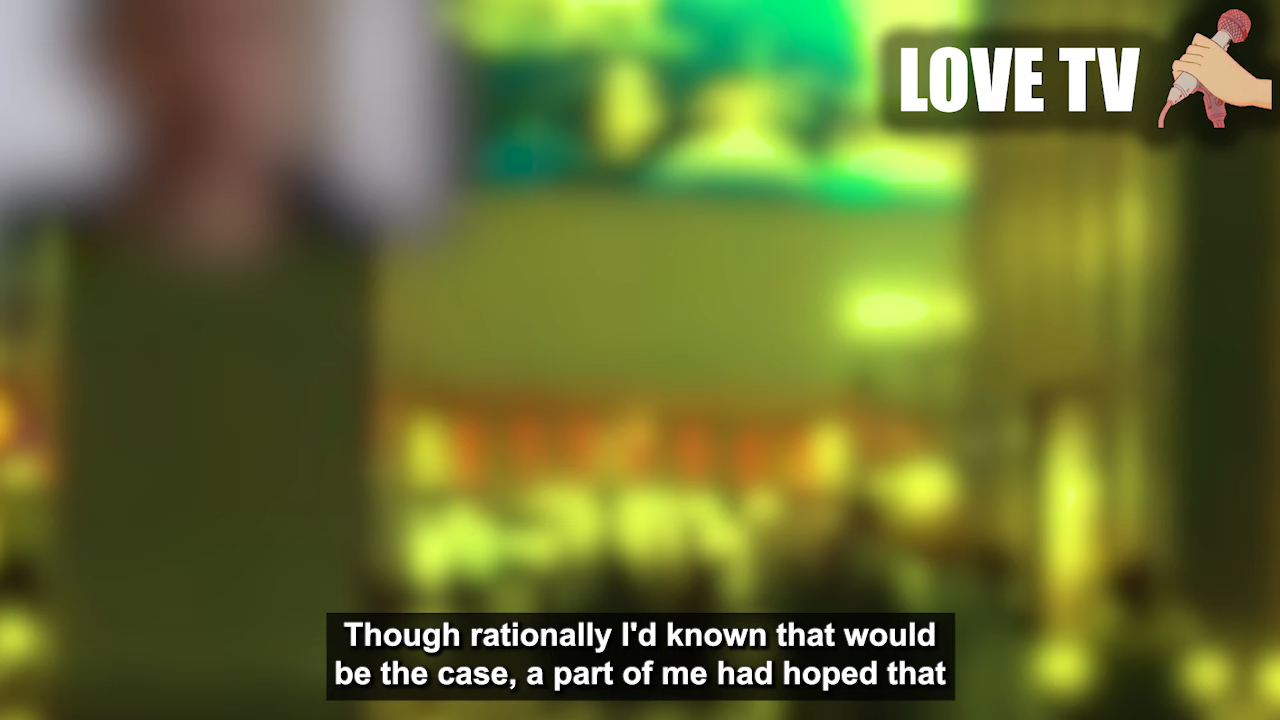 LOVE TV
Though rationally I'd known that would
be the case, a part of me had hoped that